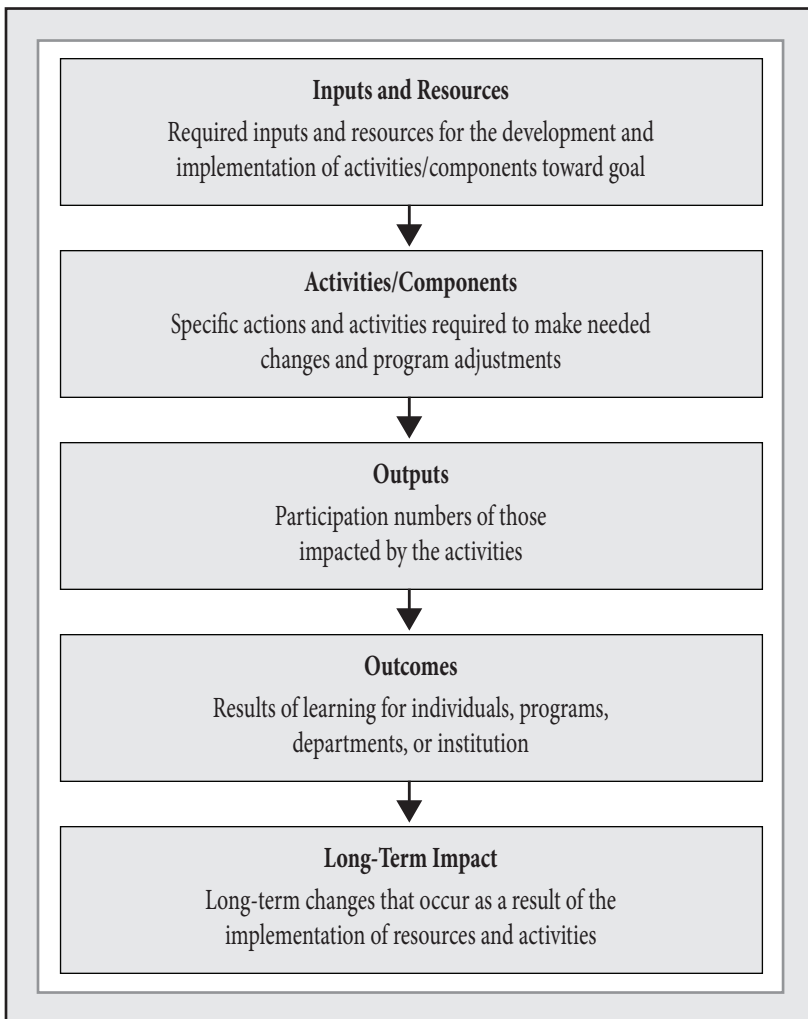 Inputs and Resources
Required inputs and resources for the development and
implementation of activities/components toward goal
Activities/Components
Specific actions and activities required to make needed
changes and program adjustments
Outputs
Participation numbers of those
impacted by the activities
Outcomes
Results of learning for individuals, programs,
departments, or institution
Long-Term Impact
Long-term changes that occur as a result of the
implementation of resources and activities